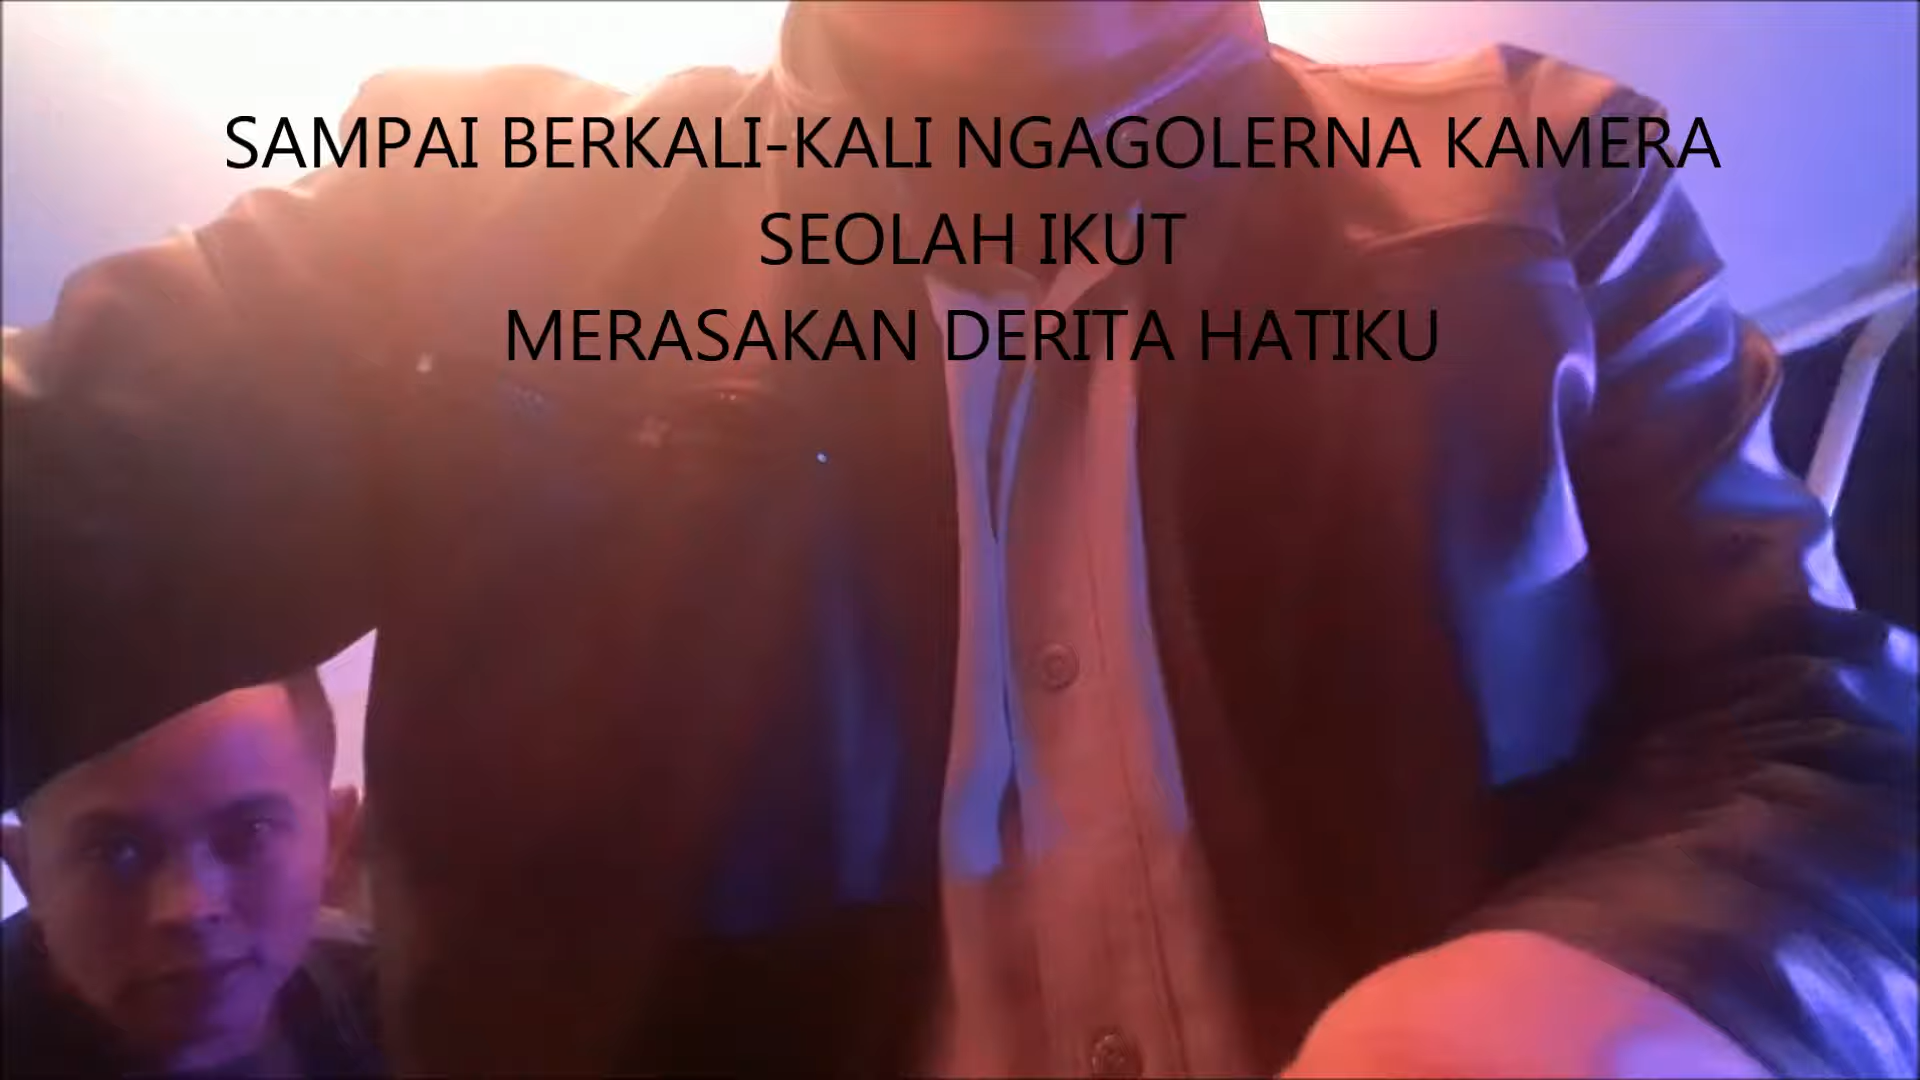 SAMPAI BERKALI-KALI NGAGOLERNA KAMERA
SEOLAH IKUT
MERASAKAN DERITA HATIKU